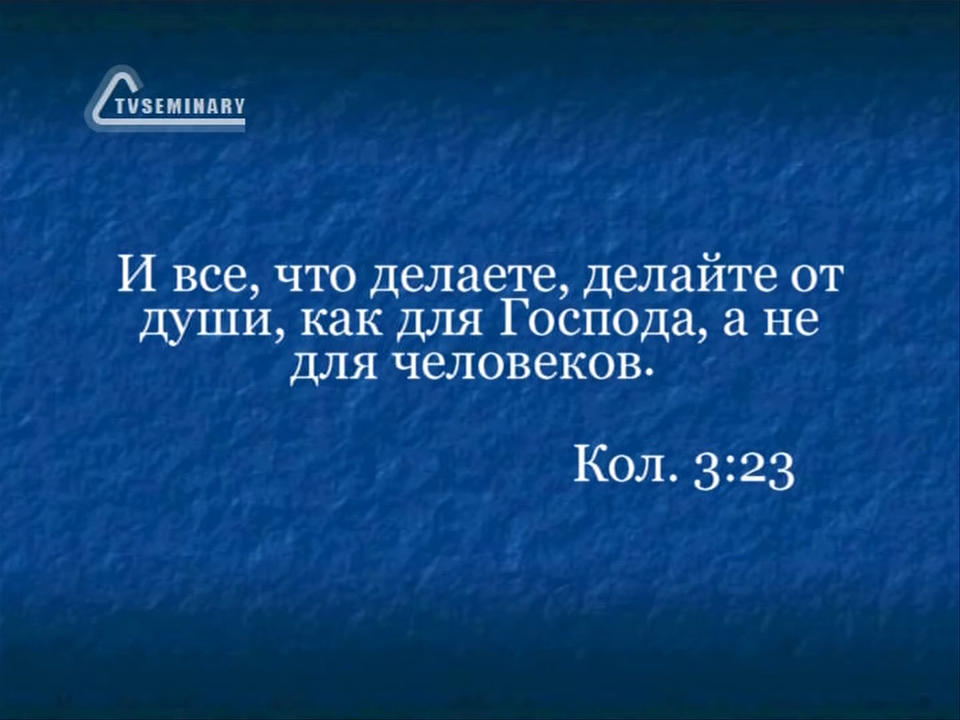 TVSEMINARY
И все, что делаете, делайте от
души, как для Господа, а не
для человеков.
Кол. 3:23